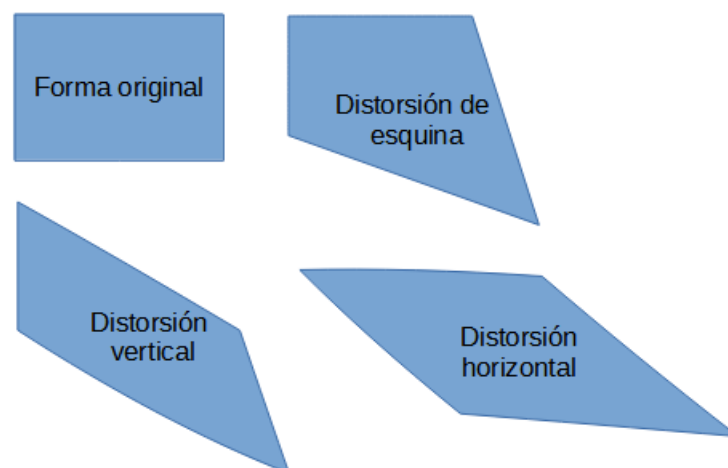 Forma original
Distorsión de
esquina
Distorsión
vertical
Distorsión
horizontal